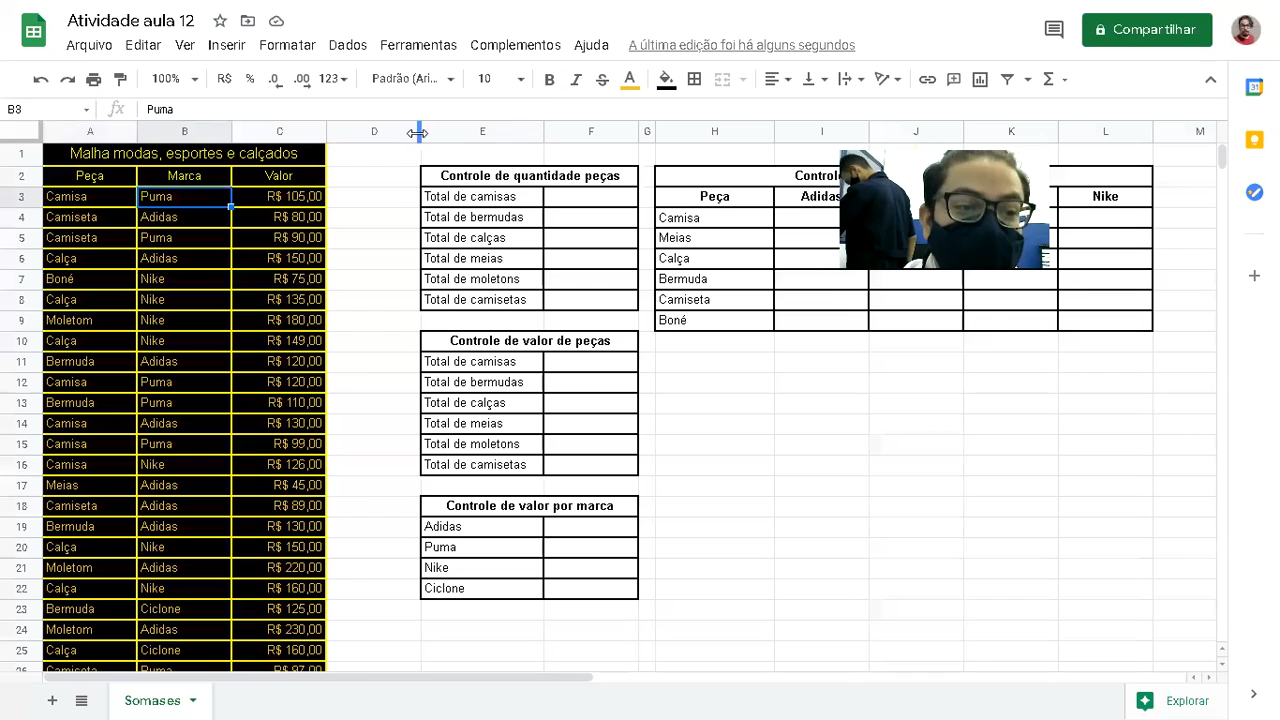 Atividade aula 12
Arquivo Editar Ver Inserir Formatar Dados Ferramentas Complementos Ajuda A última edição foi há alguns segundos
Compartilhar
100% R$ % .0 .00 123 Padrão (Ari... 10 B I S A Σ
B3 fx Puma
A B C D E F G H I J K L M
1 Malha modas, esportes e calçados
2 Peça Marca Valor Controle de quantidade peças
3 Camisa Puma R$ 105,00 Total de camisas Peça Nike
4 Camiseta Adidas R$ 80,00 Total de bermudas Camisa
5 Camiseta Puma R$ 90,00 Total de calças Meias
6 Calça Adidas R$ 150,00 Total de meias Calça
7 Boné Nike R$ 75,00 Total de moletons Bermuda
8 Calça Nike R$ 135,00 Total de camisetas Camiseta
9 Moletom Nike R$ 180,00 Boné
10 Calça Nike R$ 149,00 Controle de valor de peças
11 Bermuda Adidas R$ 120,00 Total de camisas
12 Camisa Puma R$ 120,00 Total de bermudas
13 Bermuda Puma R$ 110,00 Total de calças
14 Camisa Adidas R$ 130,00 Total de meias
15 Camisa Puma R$ 99,00 Total de moletons
16 Camisa Nike R$ 126,00 Total de camisetas
17 Meias Adidas R$ 45,00
18 Camiseta Adidas R$ 89,00 Controle de valor por marca
19 Bermuda Adidas R$ 130,00 Adidas
20 Calça Nike R$ 150,00 Puma
21 Moletom Adidas R$ 220,00 Nike
22 Calça Nike R$ 160,00 Ciclone
23 Bermuda Ciclone R$ 125,00
24 Moletom Adidas R$ 230,00
25 Calça Ciclone R$ 160,00
26 Camiseta Puma R$ 97,00
Somases
Explorar